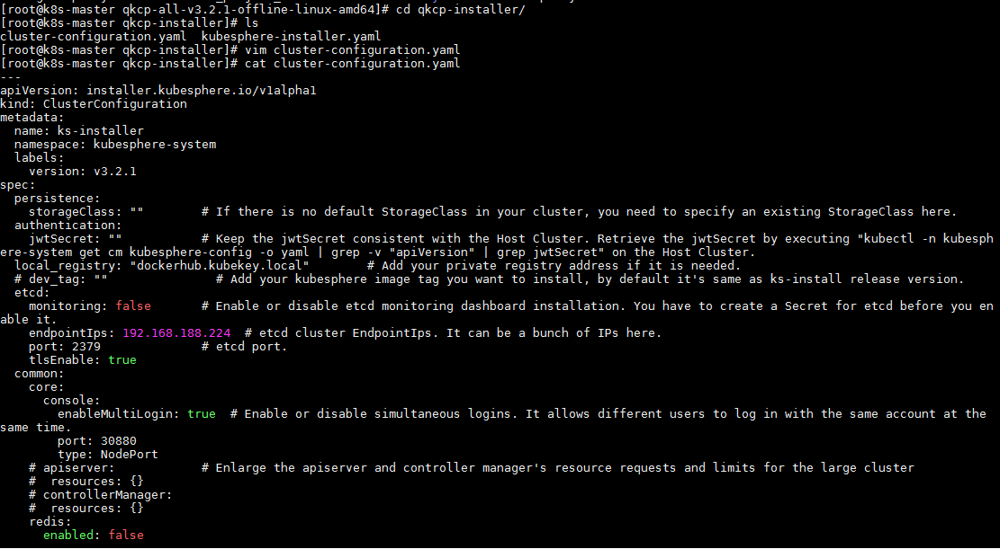 [root@k8s-master qkcp-all-v3.2.1-offline-linux-amd64]# cd qkcp-installer/
[root@k8s-master qkcp-installer]# ls
cluster-configuration.yaml  kubesphere-installer.yaml
[root@k8s-master qkcp-installer]# vim cluster-configuration.yaml
[root@k8s-master qkcp-installer]# cat cluster-configuration.yaml
---
apiVersion: installer.kubesphere.io/v1alpha1
kind: ClusterConfiguration
metadata:
  name: ks-installer
  namespace: kubesphere-system
  labels:
    version: v3.2.1
spec:
  persistence:
    storageClass: ""        # If there is no default StorageClass in your cluster, you need to specify an existing StorageClass here.
  authentication:
    jwtSecret: ""           # Keep the jwtSecret consistent with the Host Cluster. Retrieve the jwtSecret by executing "kubectl -n kubesph
ere-system get cm kubesphere-config -o yaml | grep -v "apiVersion" | grep jwtSecret" on the Host Cluster.
  local_registry: "dockerhub.kubekey.local"        # Add your private registry address if it is needed.
  # dev_tag: ""               # Add your kubesphere image tag you want to install, by default it's same as ks-install release version.
  etcd:
    monitoring: false       # Enable or disable etcd monitoring dashboard installation. You have to create a Secret for etcd before you en
able it.
    endpointIps: 192.168.188.224  # etcd cluster EndpointIps. It can be a bunch of IPs here.
    port: 2379              # etcd port.
    tlsEnable: true
  common:
    core:
      console:
        enableMultiLogin: true  # Enable or disable simultaneous logins. It allows different users to log in with the same account at the
same time.
        port: 30880
        type: NodePort
    # apiserver:            # Enlarge the apiserver and controller manager's resource requests and limits for the large cluster
    #  resources: {}
    # controllerManager:
    #  resources: {}
    redis:
      enabled: false